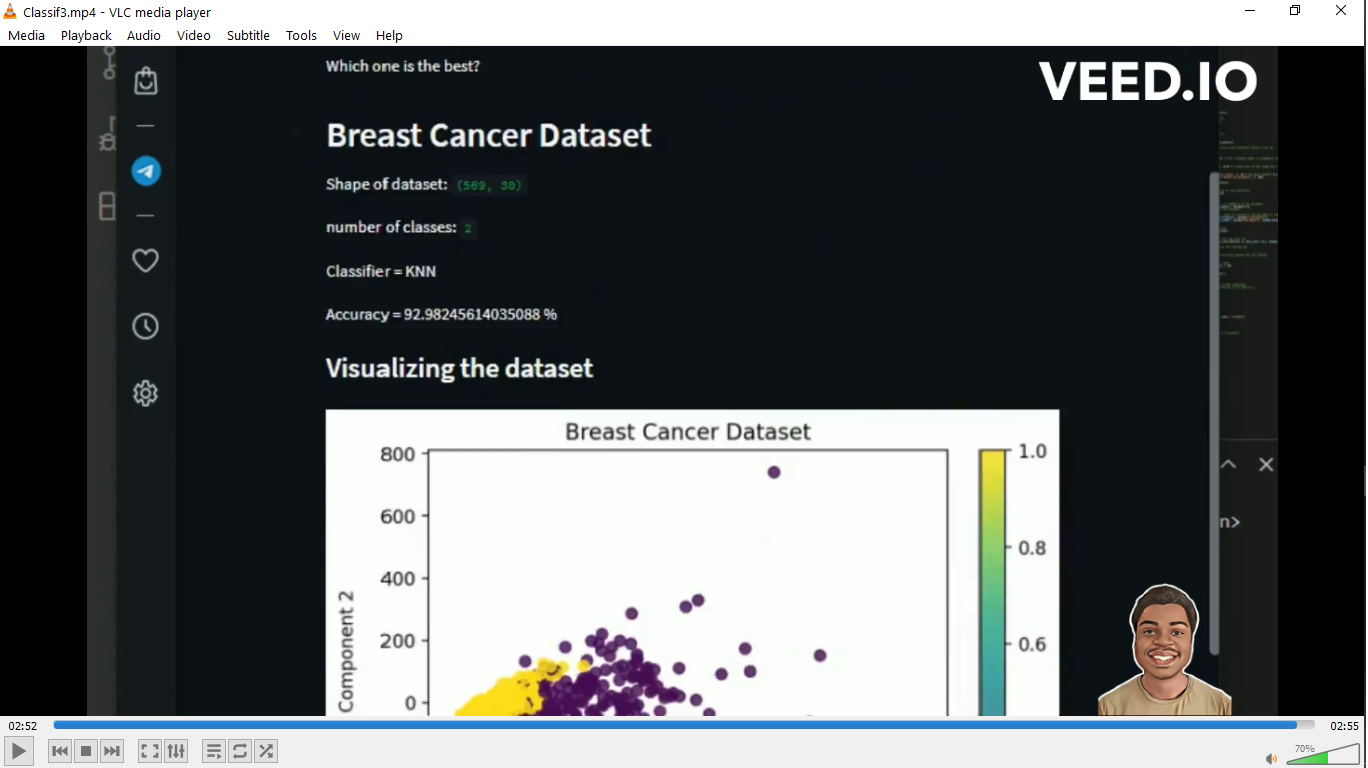 Classif3.mp4 - VLC media player
Media Playback Audio Video Subtitle Tools View Help
Which one is the best?
VEED.IO
Breast Cancer Dataset
Shape of dataset: (569, 30)
number of classes: 2
Classifier = KNN
Accuracy = 92.98245614035088 %
Visualizing the dataset
Breast Cancer Dataset
800
600
400
200
0
Component 2
1.0
0.8
0.6
n>
02:52
02:55
70%